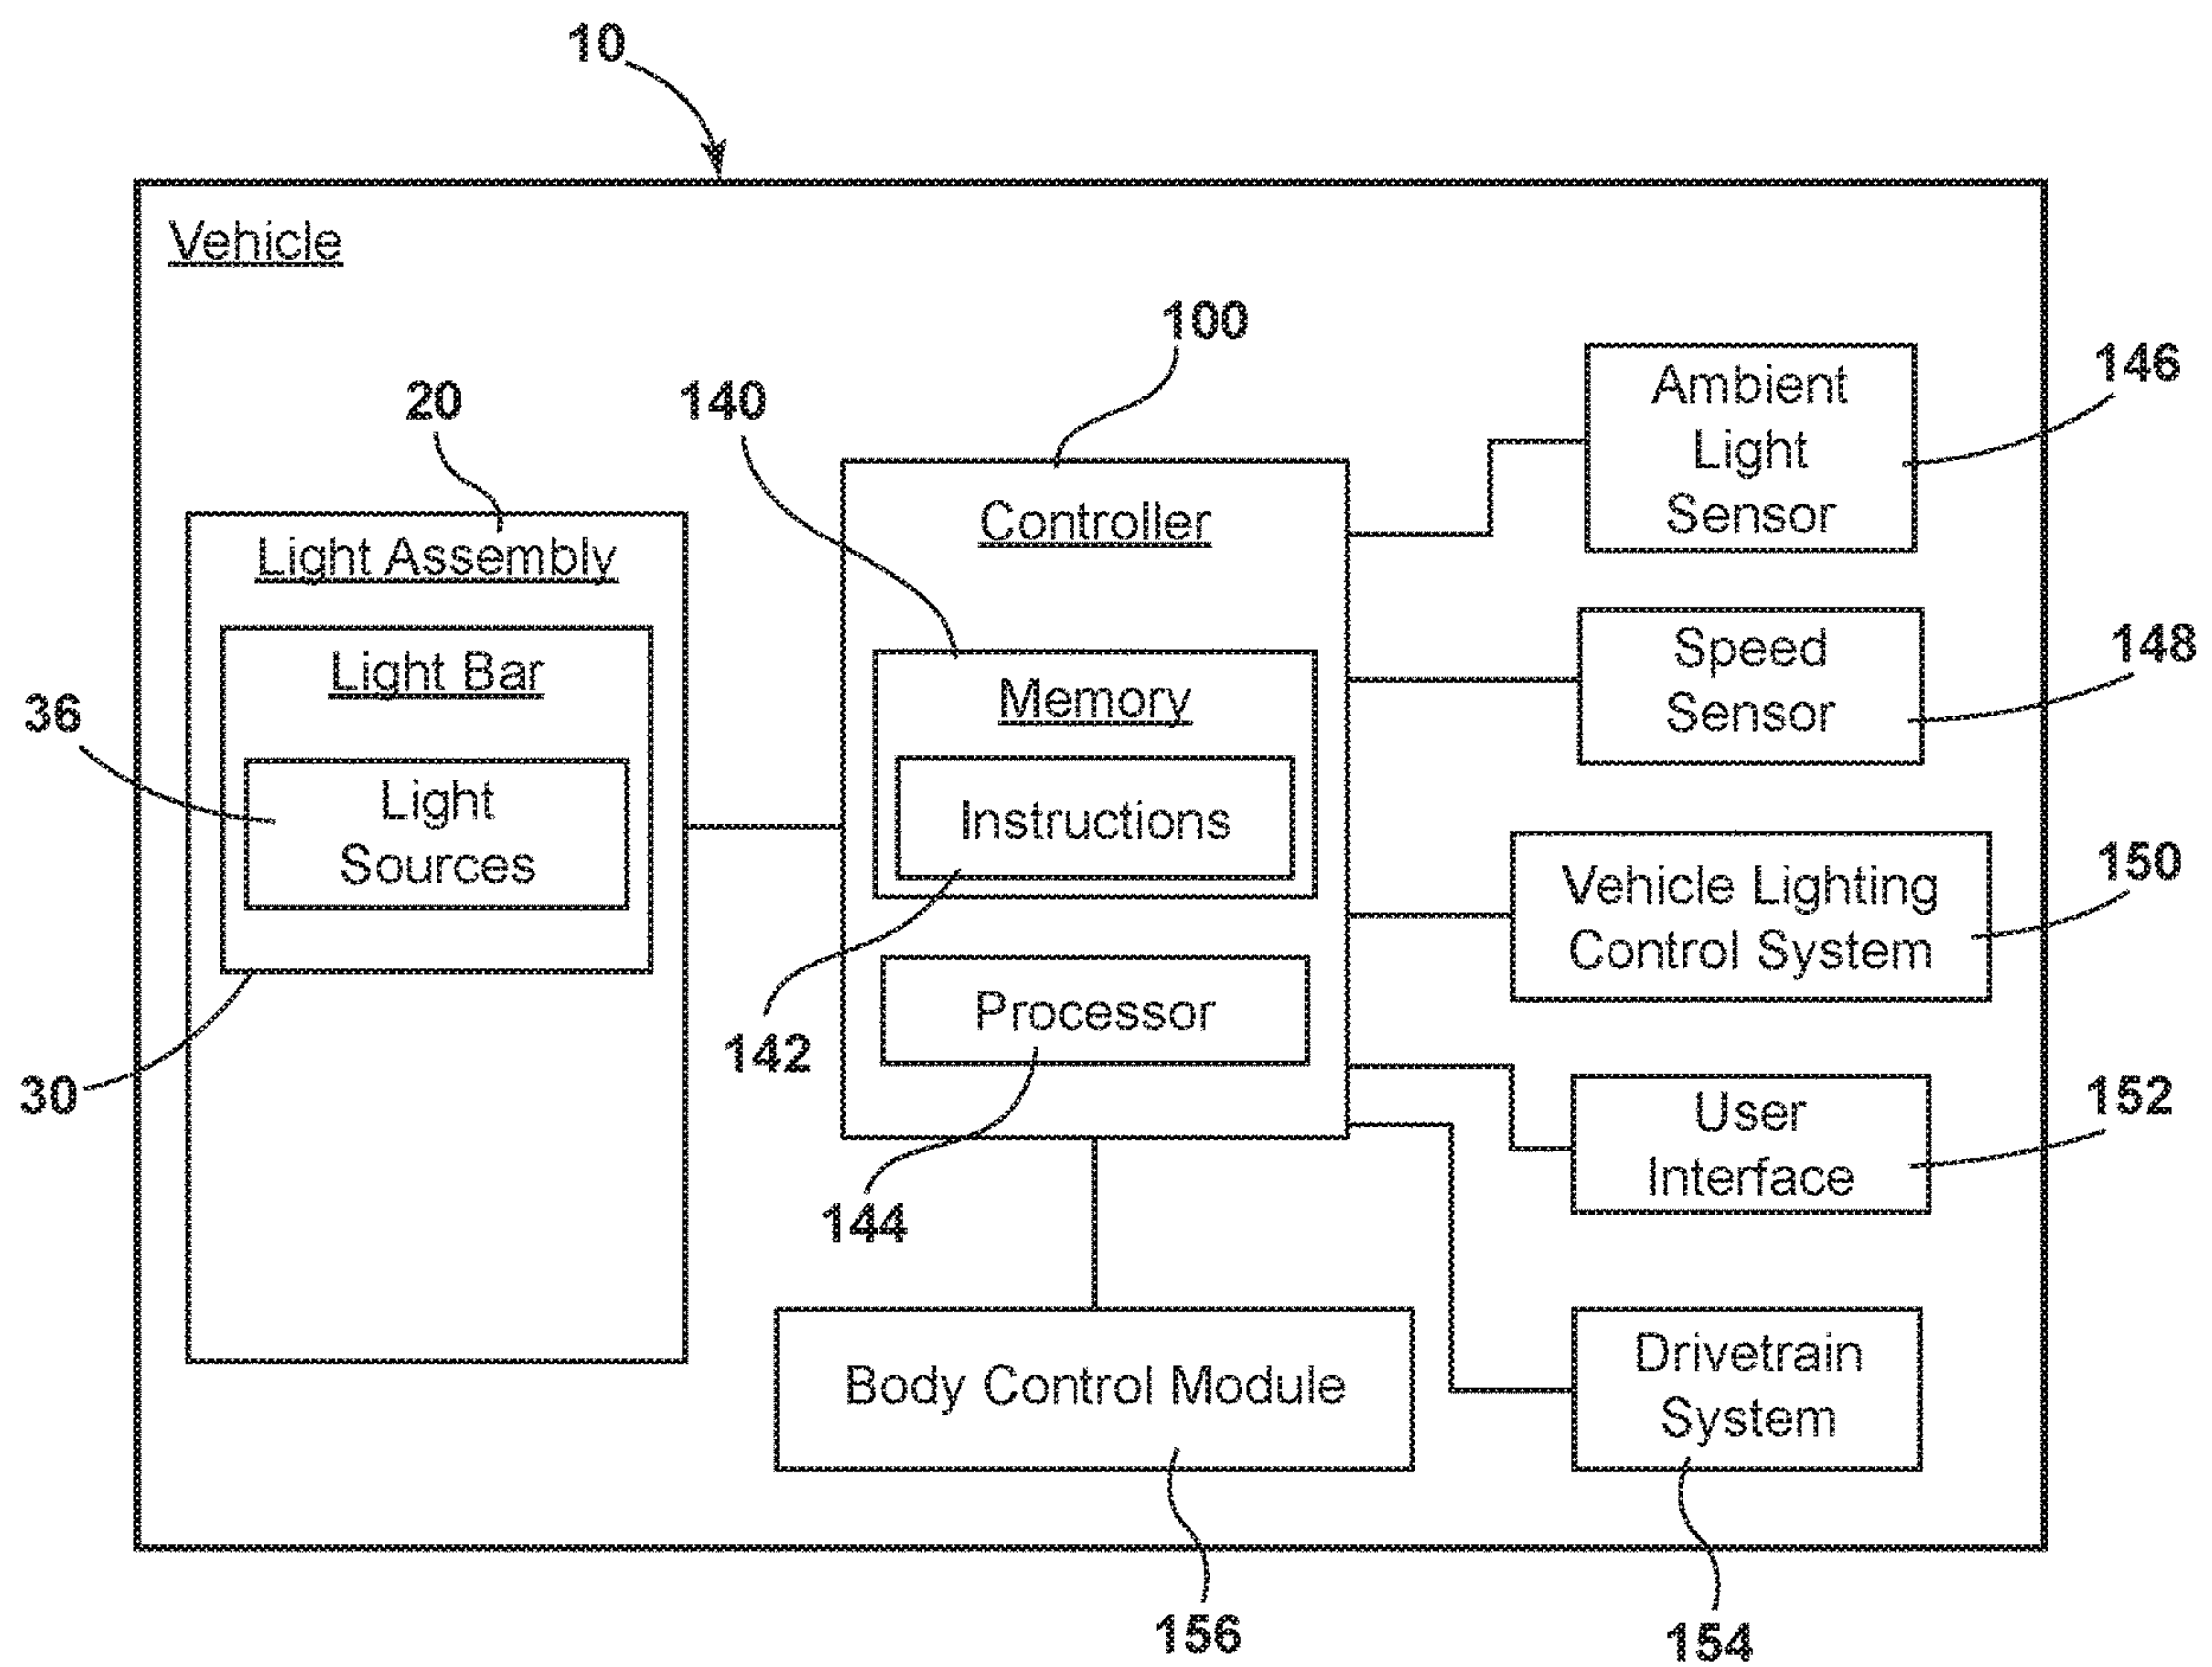 10
Vehicle
100
20
140
Ambient
Light
Sensor
146
Controller
Light Assembly
Speed
Sensor
148
Light Bar
Memory
36
Light
Sources
Instructions
Vehicle Lighting
Control System
150
Processor
142
30
User
Interface
152
144
Body Control Module
Drivetrain
System
156
154